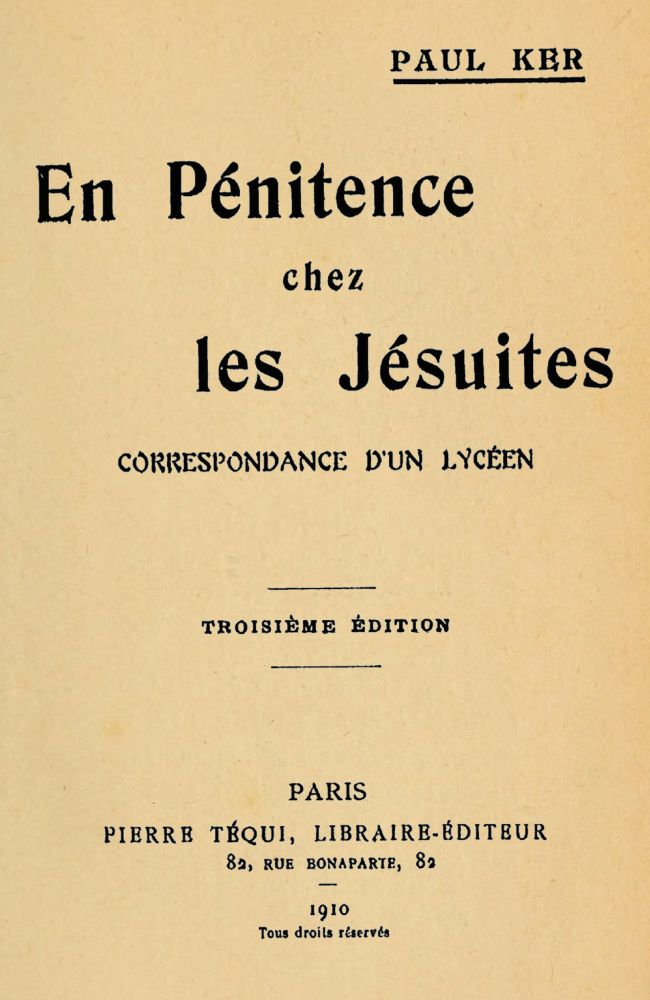 PAUL KER
En Pénitence
chez
les Jésuites
CORRESPONDANCE D'UN LYCÉEN
TROISIÈME ÉDITION
PARIS
PIERRE TÉQUI, LIBRAIRE-ÉDITEUR
82, RUE BONAPARTE, 82
1910
Tous droits réservés